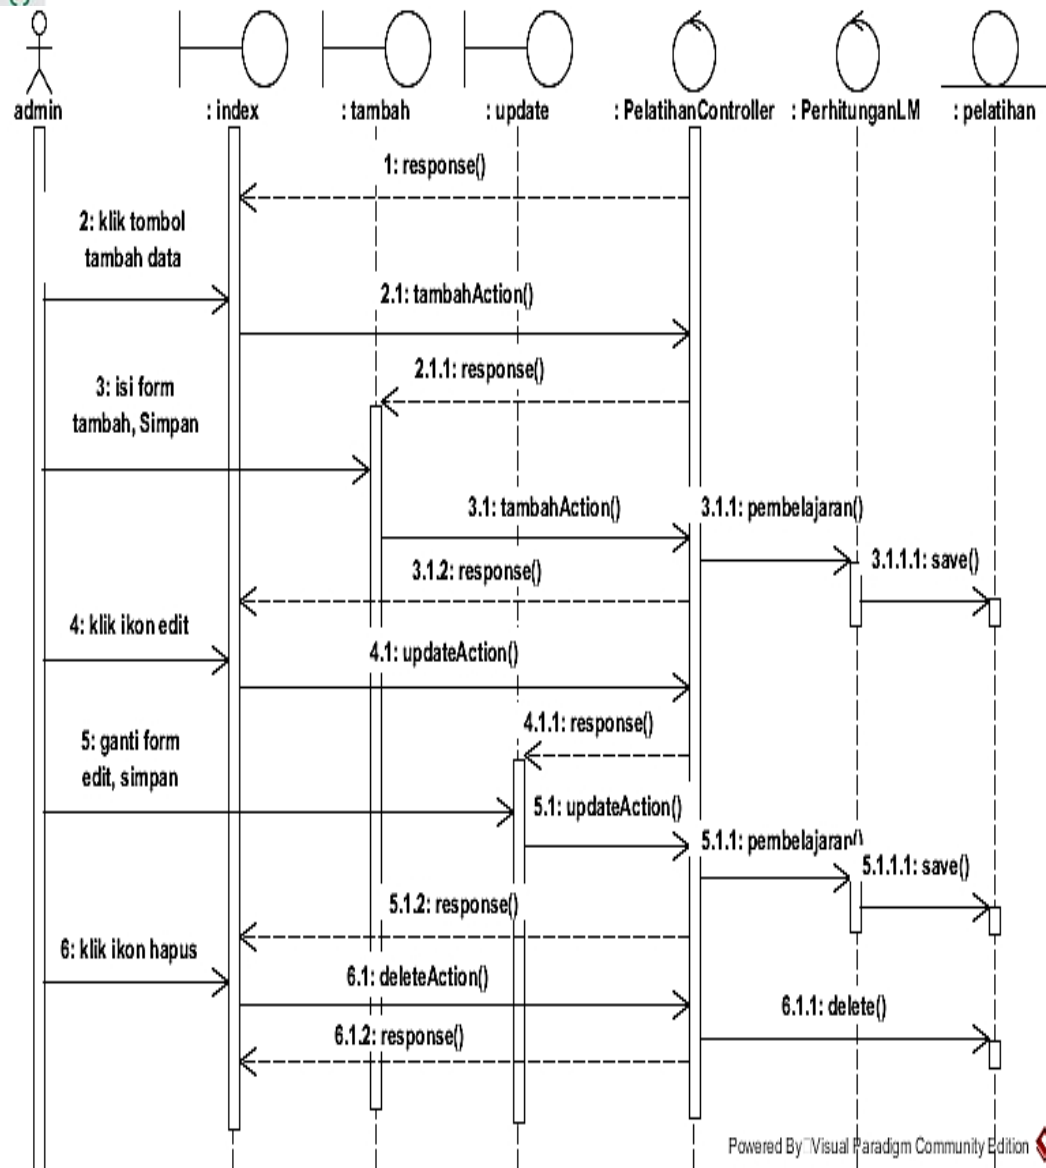 admin
: index
: tambah
: update
: PelatihanController
: PerhitunganLM
: pelatihan
1: response()
2: klik tombol
tambah data
2.1: tambahAction()
2.1.1: response()
3: isi form
tambah, Simpan
3.1: tambahAction()
3.1.1: pembelajaran()
3.1.1.1: save()
3.1.2: response()
4: klik ikon edit
4.1: updateAction()
4.1.1: response()
5: ganti form
edit, simpan
5.1: updateAction()
5.1.1: pembelajaran()
5.1.1.1: save()
5.1.2: response()
6: klik ikon hapus
6.1: deleteAction()
6.1.1: delete()
6.1.2: response()
Powered By Visual Paradigm Community Edition